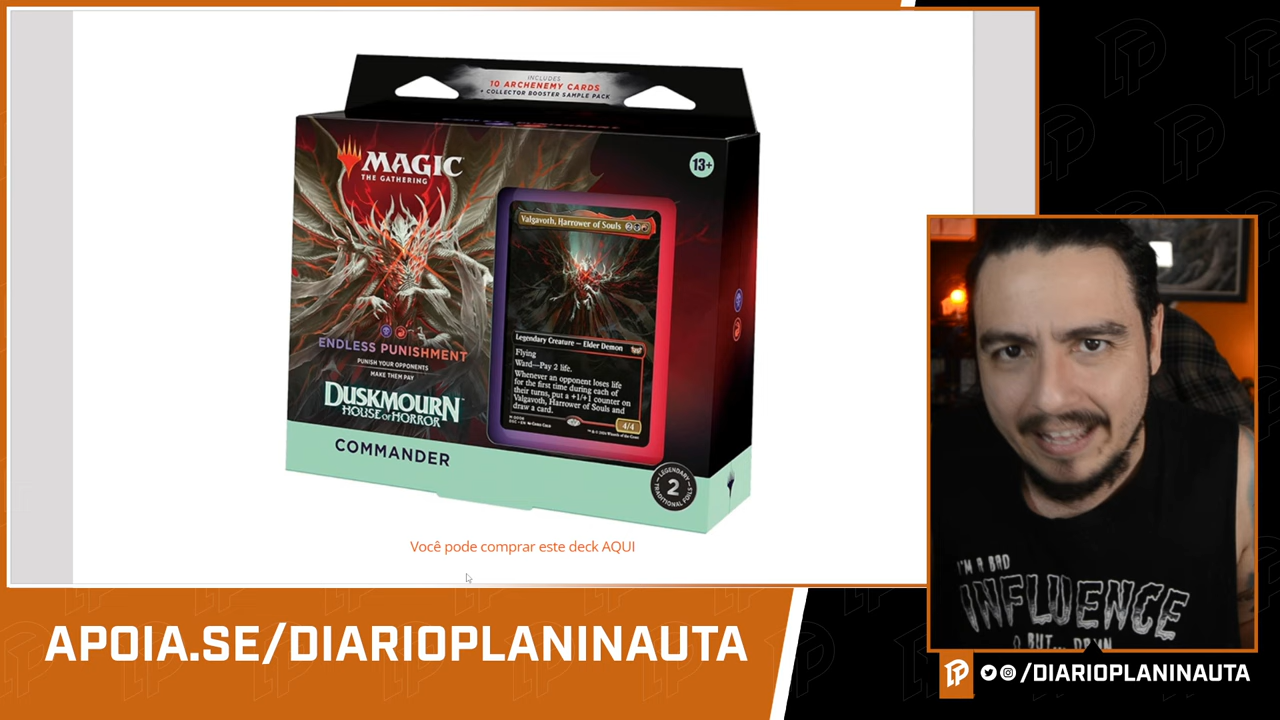 INCLUDES
10 ARCHENEMY CARDS
+ COLLECTOR BOOSTER SAMPLE PACK
MAGIC
THE GATHERING
13+
Valgavoth, Harrower of Souls
Legendary Creature — Elder Demon
Flying
Ward—Pay 2 life.
Whenever an opponent loses life
for the first time during each of
their turns, put a +1/+1 counter on
Valgavoth, Harrower of Souls and
draw a card.
4/4
ENDLESS PUNISHMENT
PUNISH YOUR OPPONENTS
MAKE THEM PAY
DUSKMOURN
HOUSE OF HORROR
COMMANDER
LEGENDARY
2
TRADITIONAL FOILS
Você pode comprar este deck AQUI
I'M A BAD
INFLUENCE
BUT
APOIA.SE/DIARIOPLANINAUTA
/DIARIOPLANINAUTA